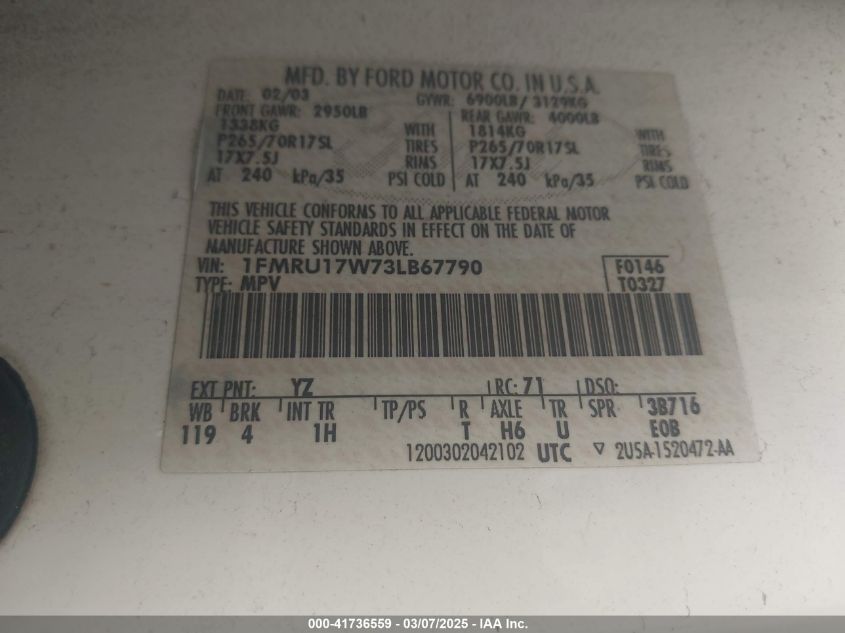 MFD. BY FORD MOTOR CO. IN U.S.A.
DATE: 02/03 GVWR: 6900LB / 3129KG
FRONT GAWR: 2950LB REAR GAWR: 4000LB
1338KG WITH 1814KG WITH
P265/70R17SL TIRES P265/70R17SL TIRES
17X7.5J RIMS 17X7.5J RIMS
AT 240 kPa/35 PSI COLD AT 240 kPa/35 PSI COLD
THIS VEHICLE CONFORMS TO ALL APPLICABLE FEDERAL MOTOR
VEHICLE SAFETY STANDARDS IN EFFECT ON THE DATE OF
MANUFACTURE SHOWN ABOVE.
VIN: 1FMRU17W73LB67790 F0146
TYPE: MPV T0327
EXT PNT: YZ RC: 71 DSO:
WB BRK INT TR TP/PS R AXLE TR SPR 3B716
119 4 1H T H6 U EOB
1200302042102 UTC ▽ 2USA-1520472-AA
000-41736559 - 03/07/2025 - IAA Inc.